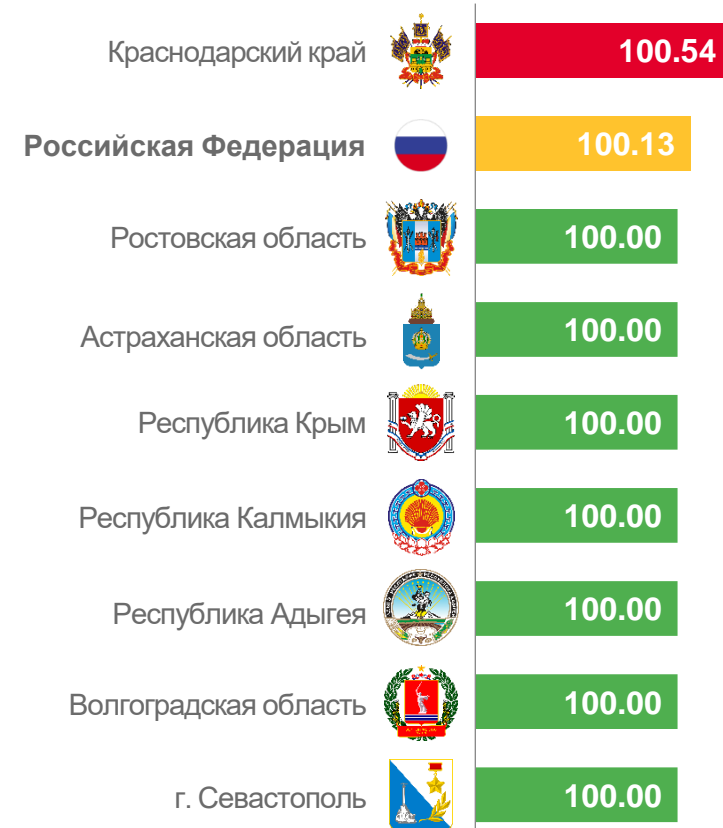 Краснодарский край 100.54
Российская Федерация 100.13
Ростовская область 100.00
Астраханская область 100.00
Республика Крым 100.00
Республика Калмыкия 100.00
Республика Адыгея 100.00
Волгоградская область 100.00
г. Севастополь 100.00